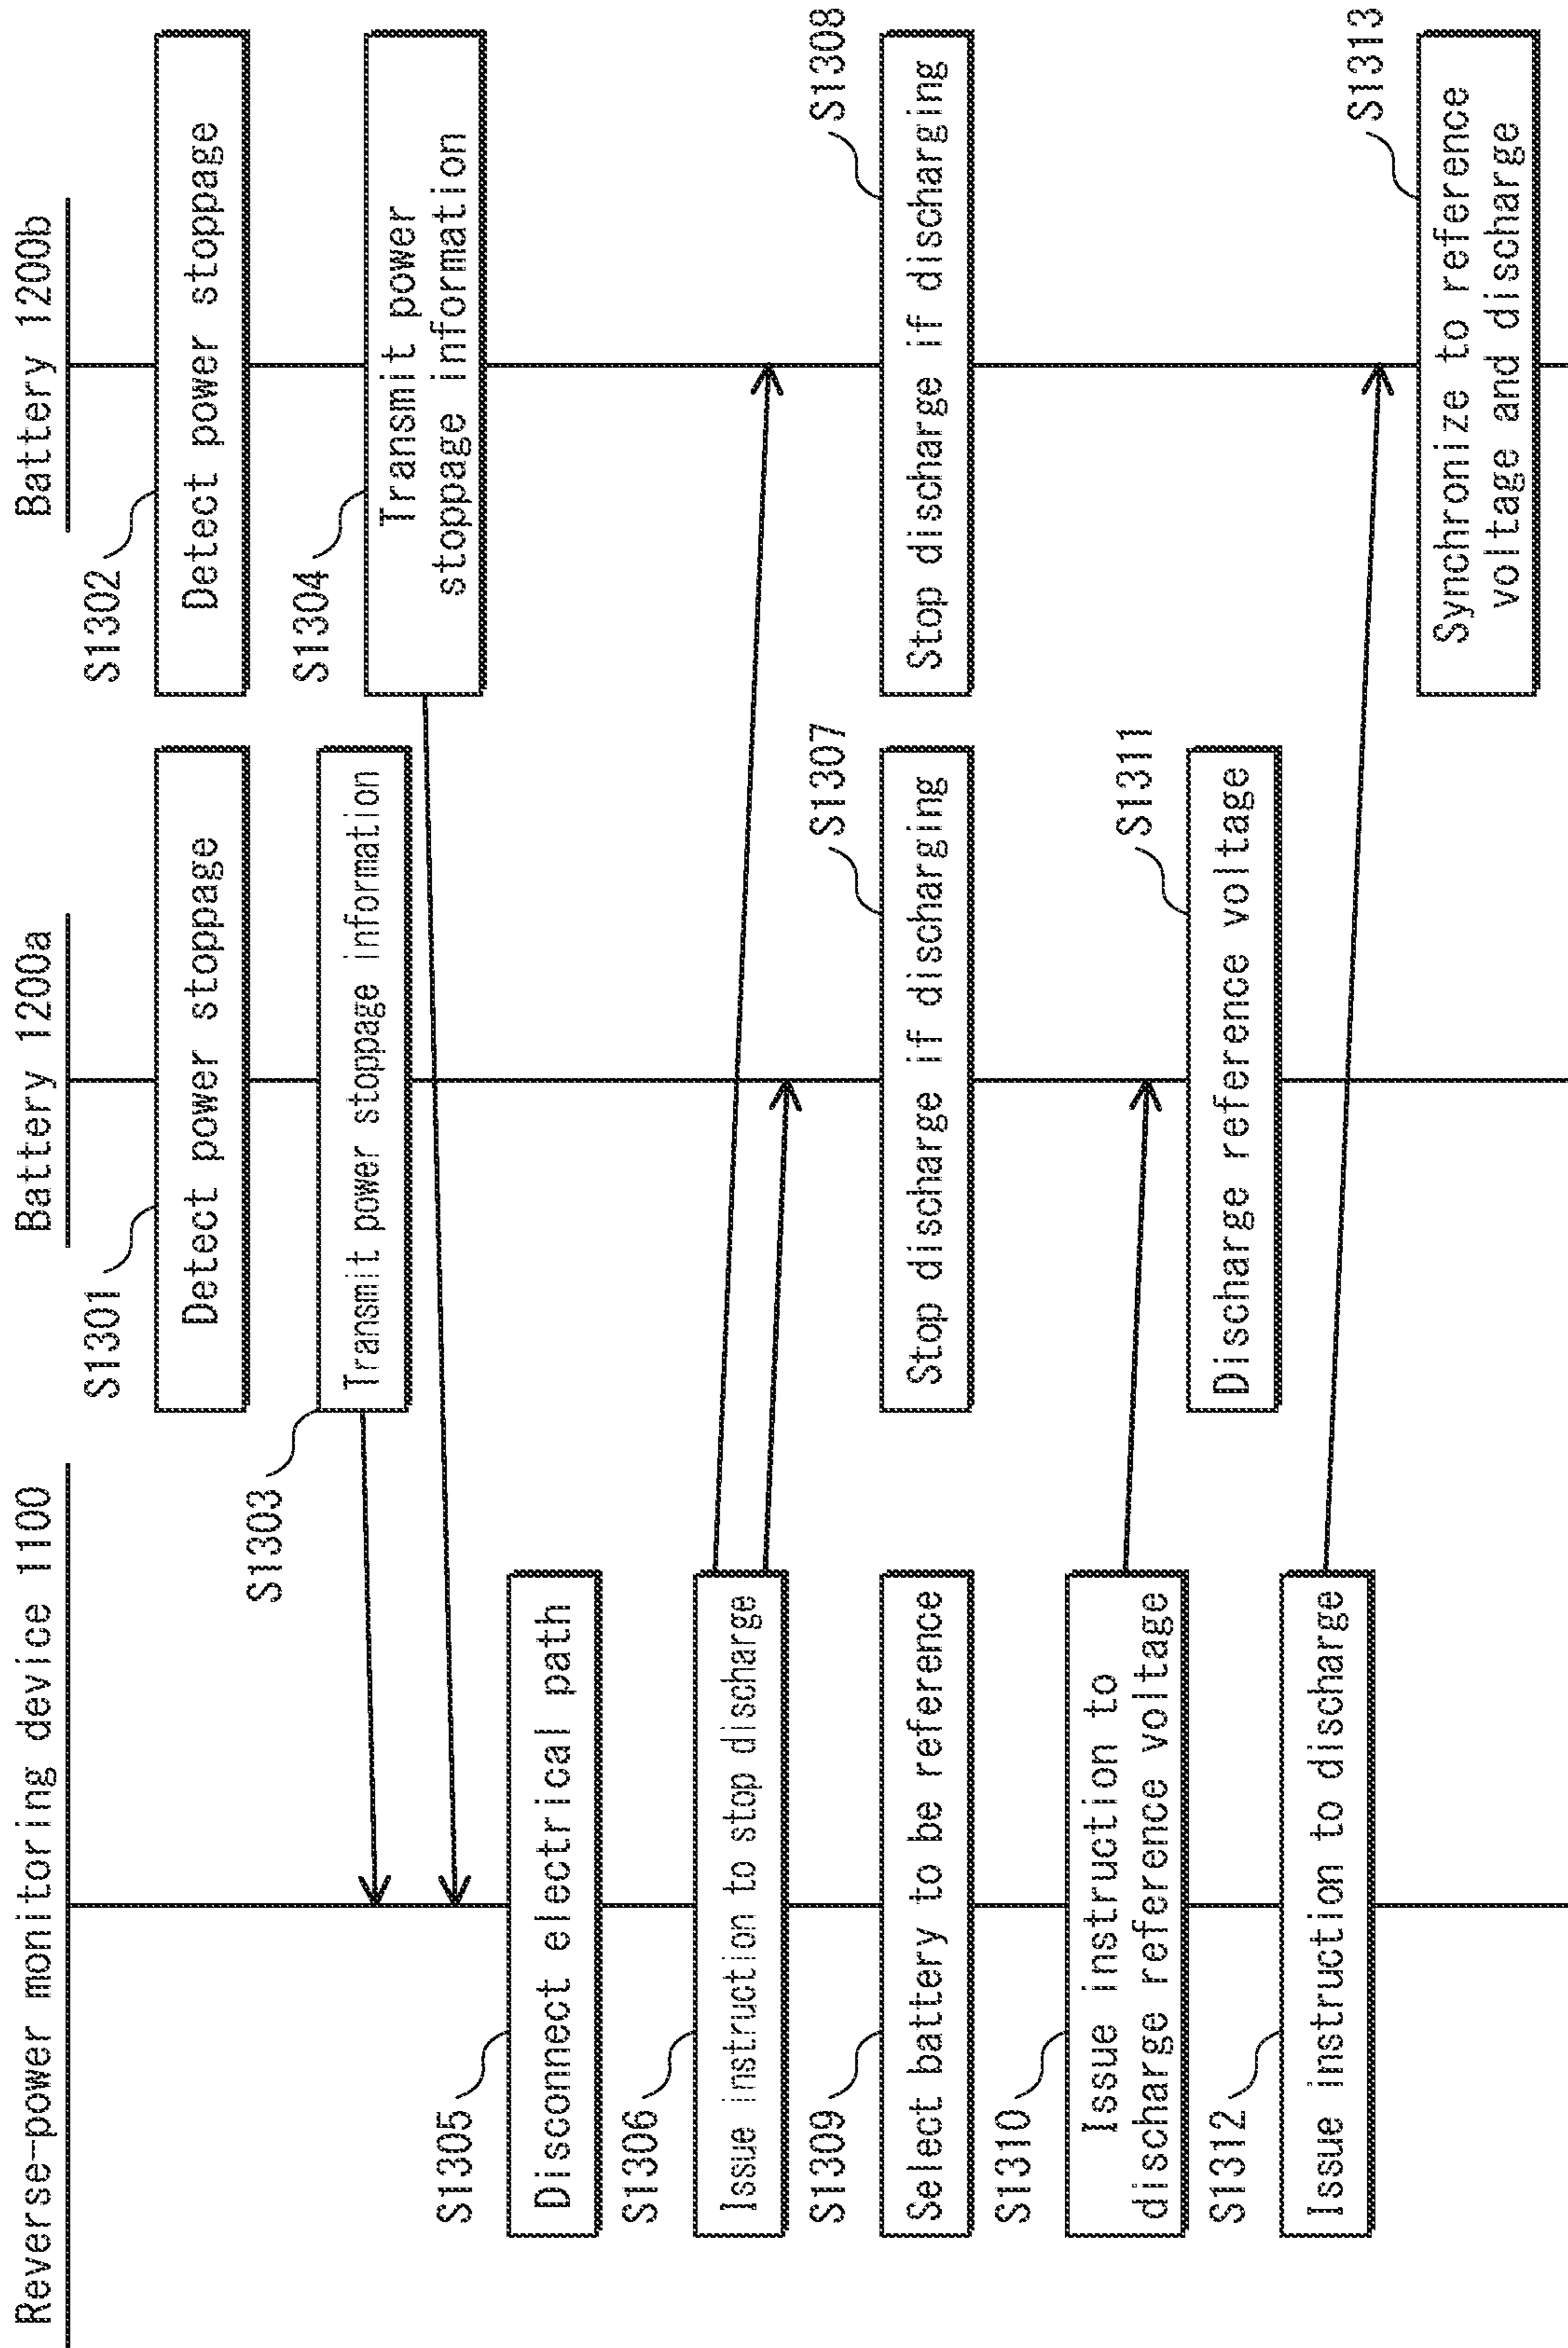 Reverse-power monitoring device 1100
Battery 1200a
Battery 1200b
S1301
Detect power stoppage
S1302
Detect power stoppage
S1303
Transmit power stoppage information
S1304
Transmit power
stoppage information
S1305
Disconnect electrical path
S1306
Issue instruction to stop discharge
S1307
Stop discharge if discharging
S1308
Stop discharge if discharging
S1309
Select battery to be reference
S1310
Issue instruction to
discharge reference voltage
S1311
Discharge reference voltage
S1312
Issue instruction to discharge
S1313
Synchronize to reference
voltage and discharge